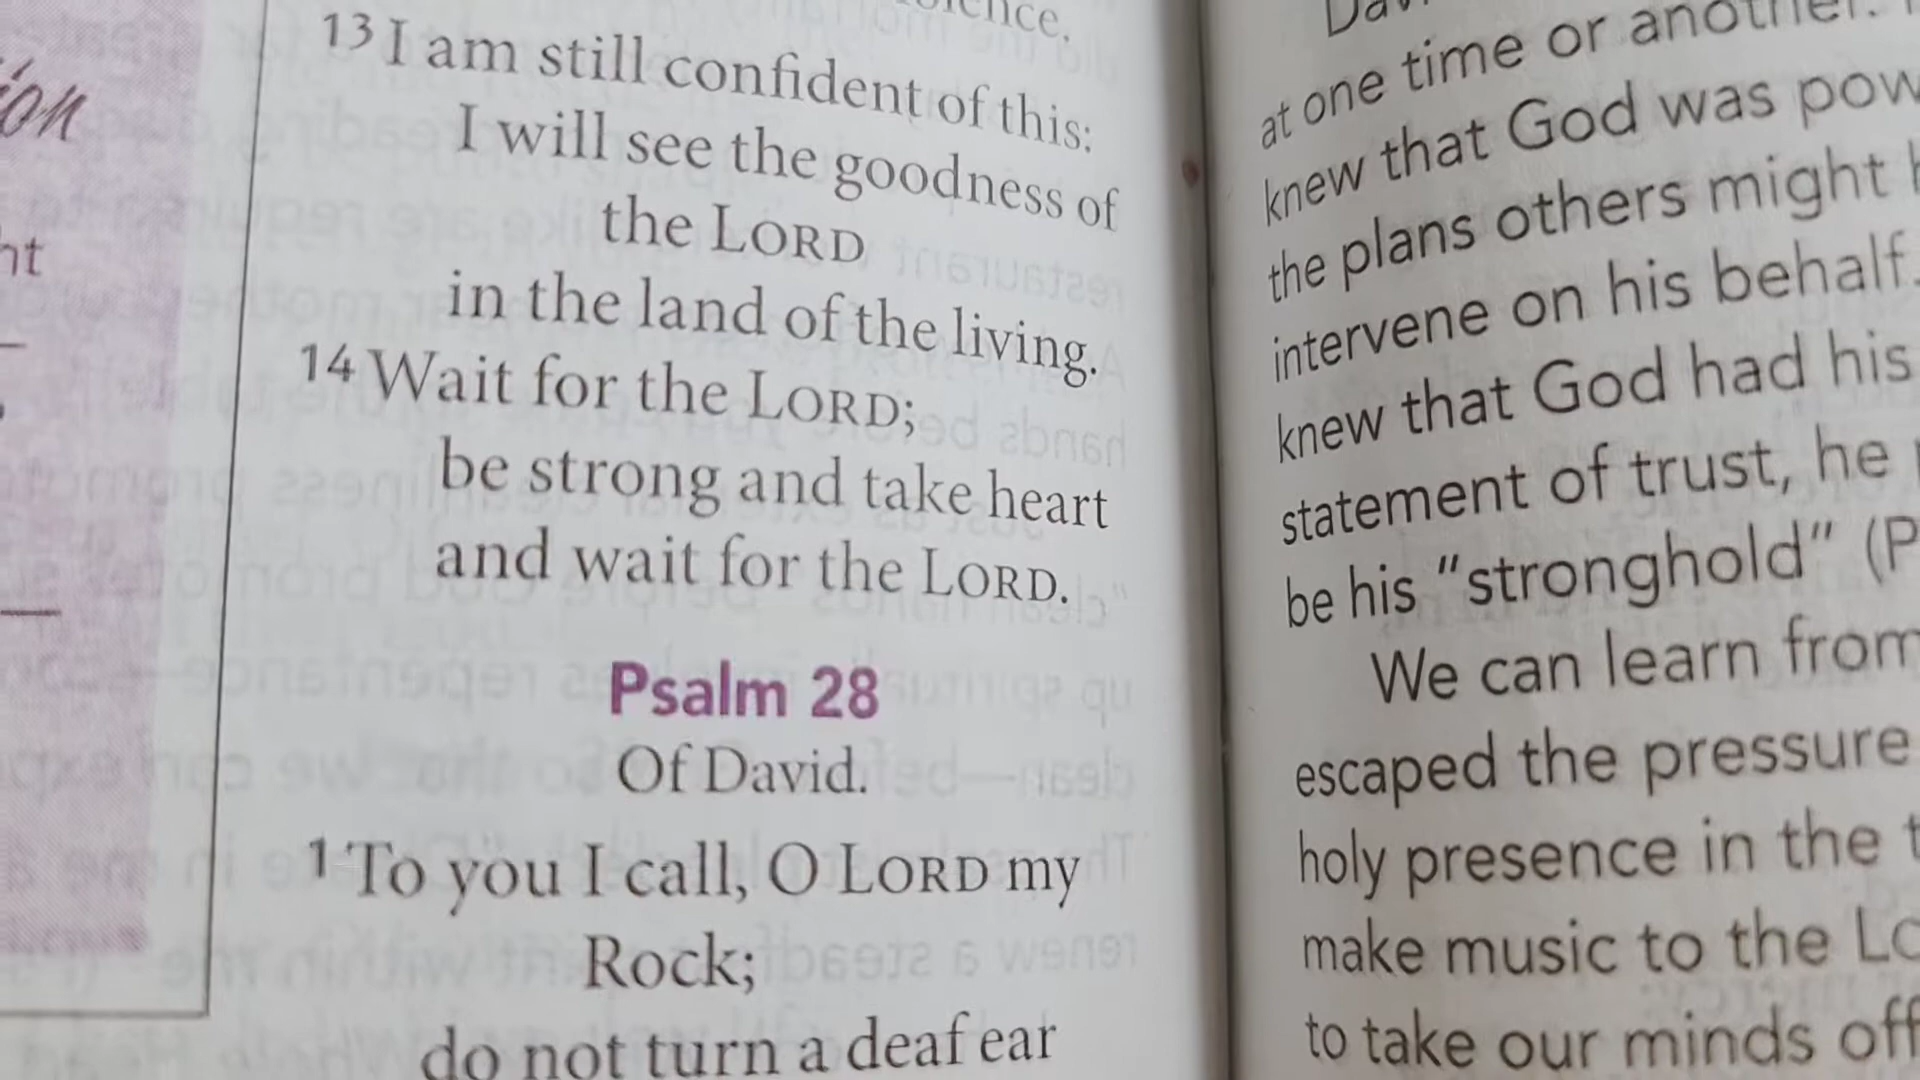 ion
ht
13 I am still confident of this:
I will see the goodness of
the LORD
in the land of the living.
14 Wait for the LORD;
be strong and take heart
and wait for the LORD.
Psalm 28
Of David.
1 To you I call, O LORD my
Rock;
do not turn a deaf ear
at one time or another.
knew that God was pow
the plans others might
intervene on his behalf.
knew that God had his
statement of trust, he
be his "stronghold" (P
We can learn from
escaped the pressure
holy presence in the t
make music to the Lo
to take our minds off